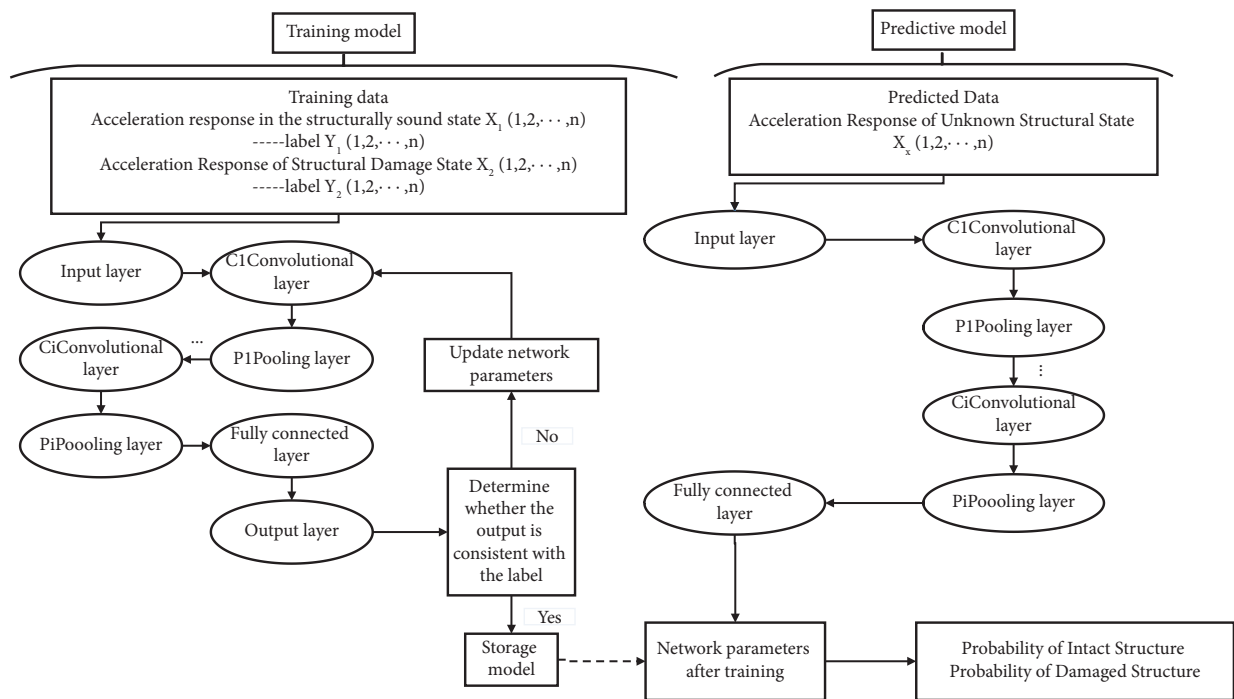 Training model
Training data
Acceleration response in the structurally sound state X₁ (1,2,⋯,n)
-----label Y₁ (1,2,⋯,n)
Acceleration Response of Structural Damage State X₂ (1,2,⋯,n)
-----label Y₂ (1,2,⋯,n)
Input layer
C1Convolutional
layer
P1Pooling layer
...
CiConvolutional
layer
PiPoooling layer
Fully connected
layer
Output layer
Determine
whether the
output is
consistent with
the label
No
Update network
parameters
Yes
Storage
model
Predictive model
Predicted Data
Acceleration Response of Unknown Structural State
Xₓ (1,2,⋯,n)
Input layer
C1Convolutional
layer
P1Pooling layer
⋮
CiConvolutional
layer
PiPoooling layer
Fully connected
layer
Network parameters
after training
Probability of Intact Structure
Probability of Damaged Structure